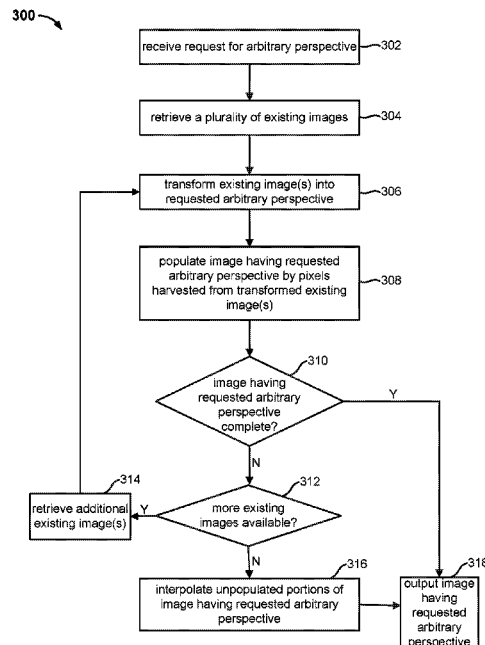 300
receive request for arbitrary perspective
302
retrieve a plurality of existing images
304
transform existing image(s) into
requested arbitrary perspective
306
populate image having requested
arbitrary perspective by pixels
harvested from transformed existing
image(s)
308
310
image having
requested arbitrary
perspective
complete?
Y
N
312
more existing
images available?
Y
314
retrieve additional
existing image(s)
N
316
interpolate unpopulated portions of
image having requested arbitrary
perspective
318
output image
having
requested
arbitrary
perspective